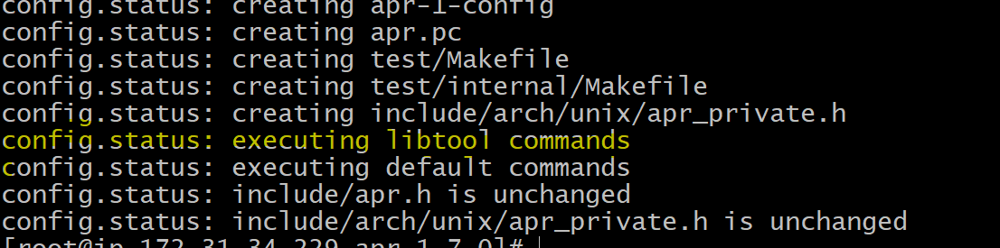 config.status: creating apr-1-config
config.status: creating apr.pc
config.status: creating test/Makefile
config.status: creating test/internal/Makefile
config.status: creating include/arch/unix/apr_private.h
config.status: executing libtool commands
config.status: executing default commands
config.status: include/apr.h is unchanged
config.status: include/arch/unix/apr_private.h is unchanged
[root@ip-172-31-34-229 apr-1.7.0]#